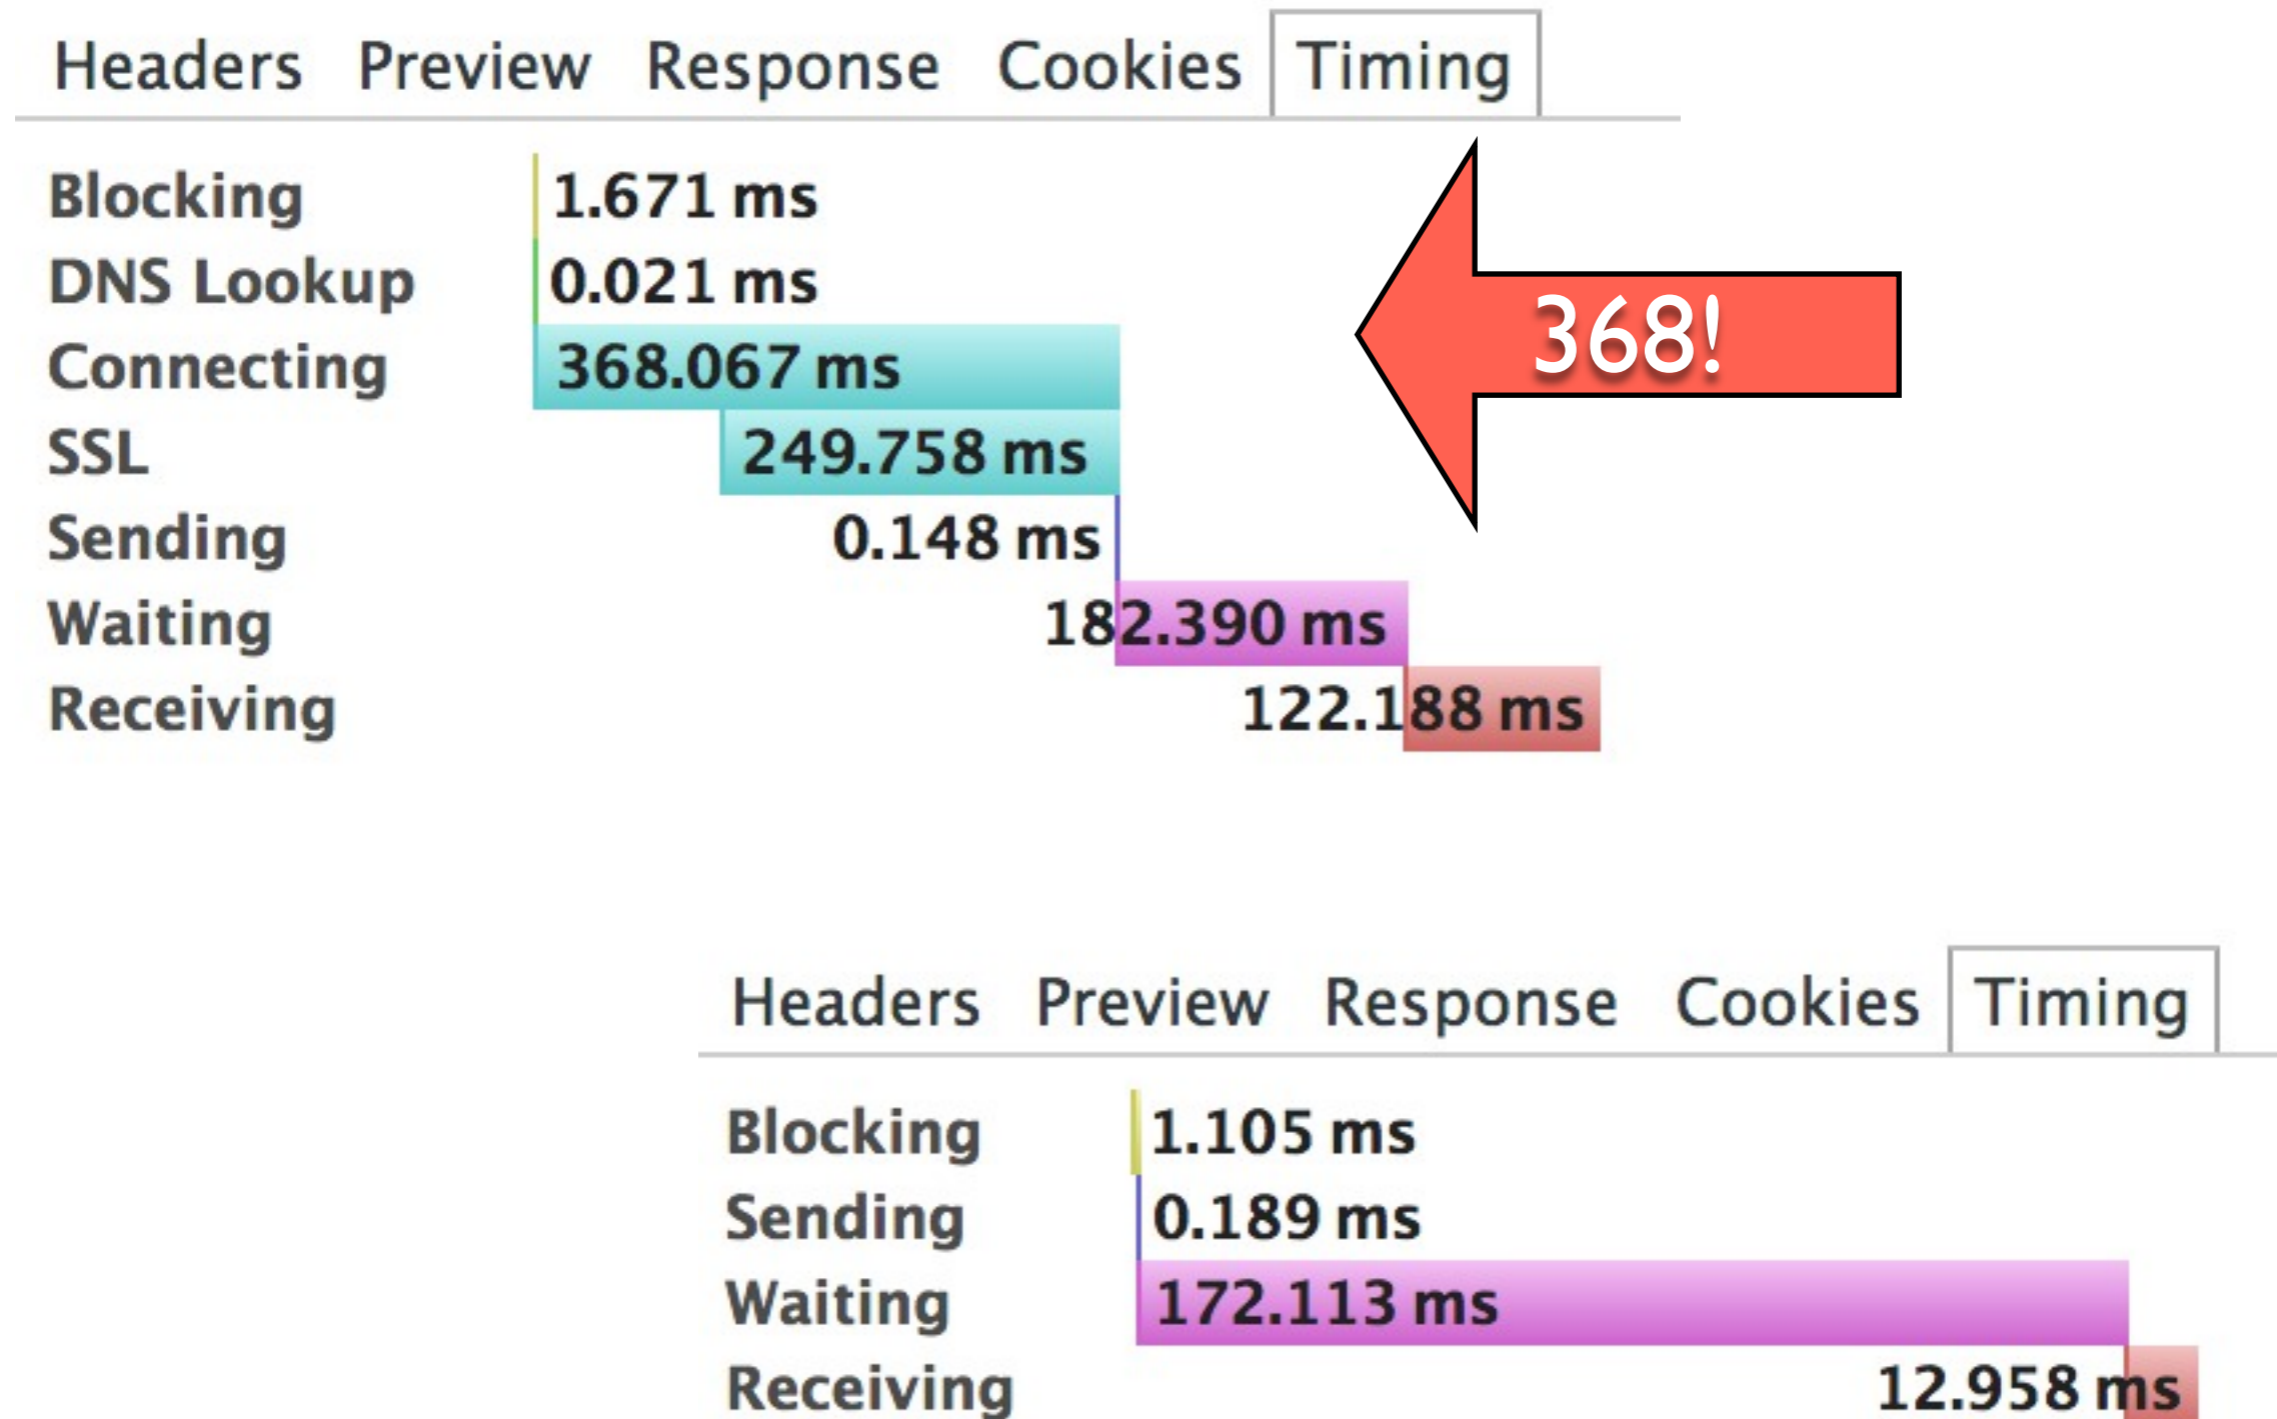 Headers Preview Response Cookies Timing
Blocking 1.671 ms
DNS Lookup 0.021 ms
Connecting 368.067 ms
368!
SSL 249.758 ms
Sending 0.148 ms
Waiting 182.390 ms
Receiving 122.188 ms
Headers Preview Response Cookies Timing
Blocking 1.105 ms
Sending 0.189 ms
Waiting 172.113 ms
Receiving 12.958 ms